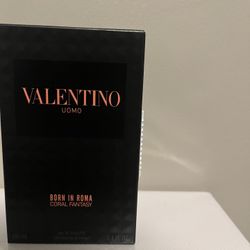 VALENTINO
UOMO
BORN IN ROMA
CORAL FANTASY